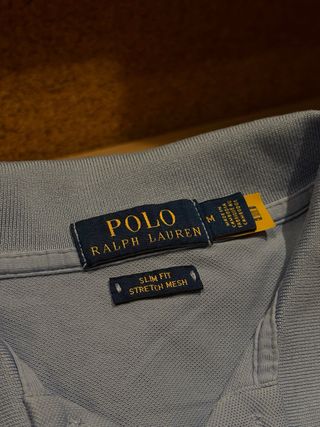 POLO
RALPH LAUREN
M
SLIM FIT
STRETCH MESH